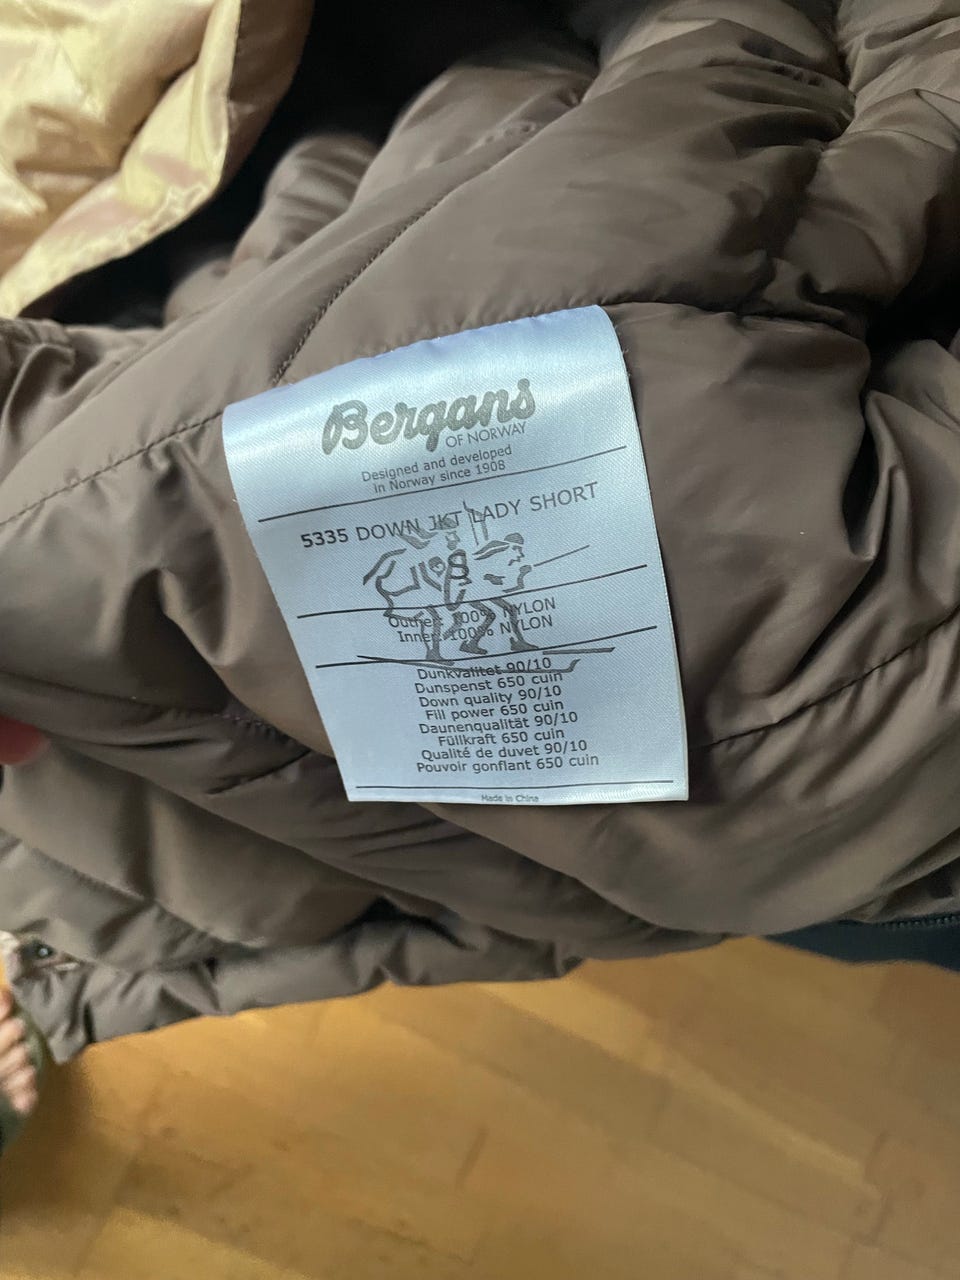 Bergans
OF NORWAY
Designed and developed
in Norway since 1908
5335 DOWN JKT LADY SHORT
S
Outher: 100% NYLON
Inner: 100% NYLON
Dunkvalitet 90/10
Dunspenst 650 cuin
Down quality 90/10
Fill power 650 cuin
Daunenqualität 90/10
Füllkraft 650 cuin
Qualité de duvet 90/10
Pouvoir gonflant 650 cuin
Made in China